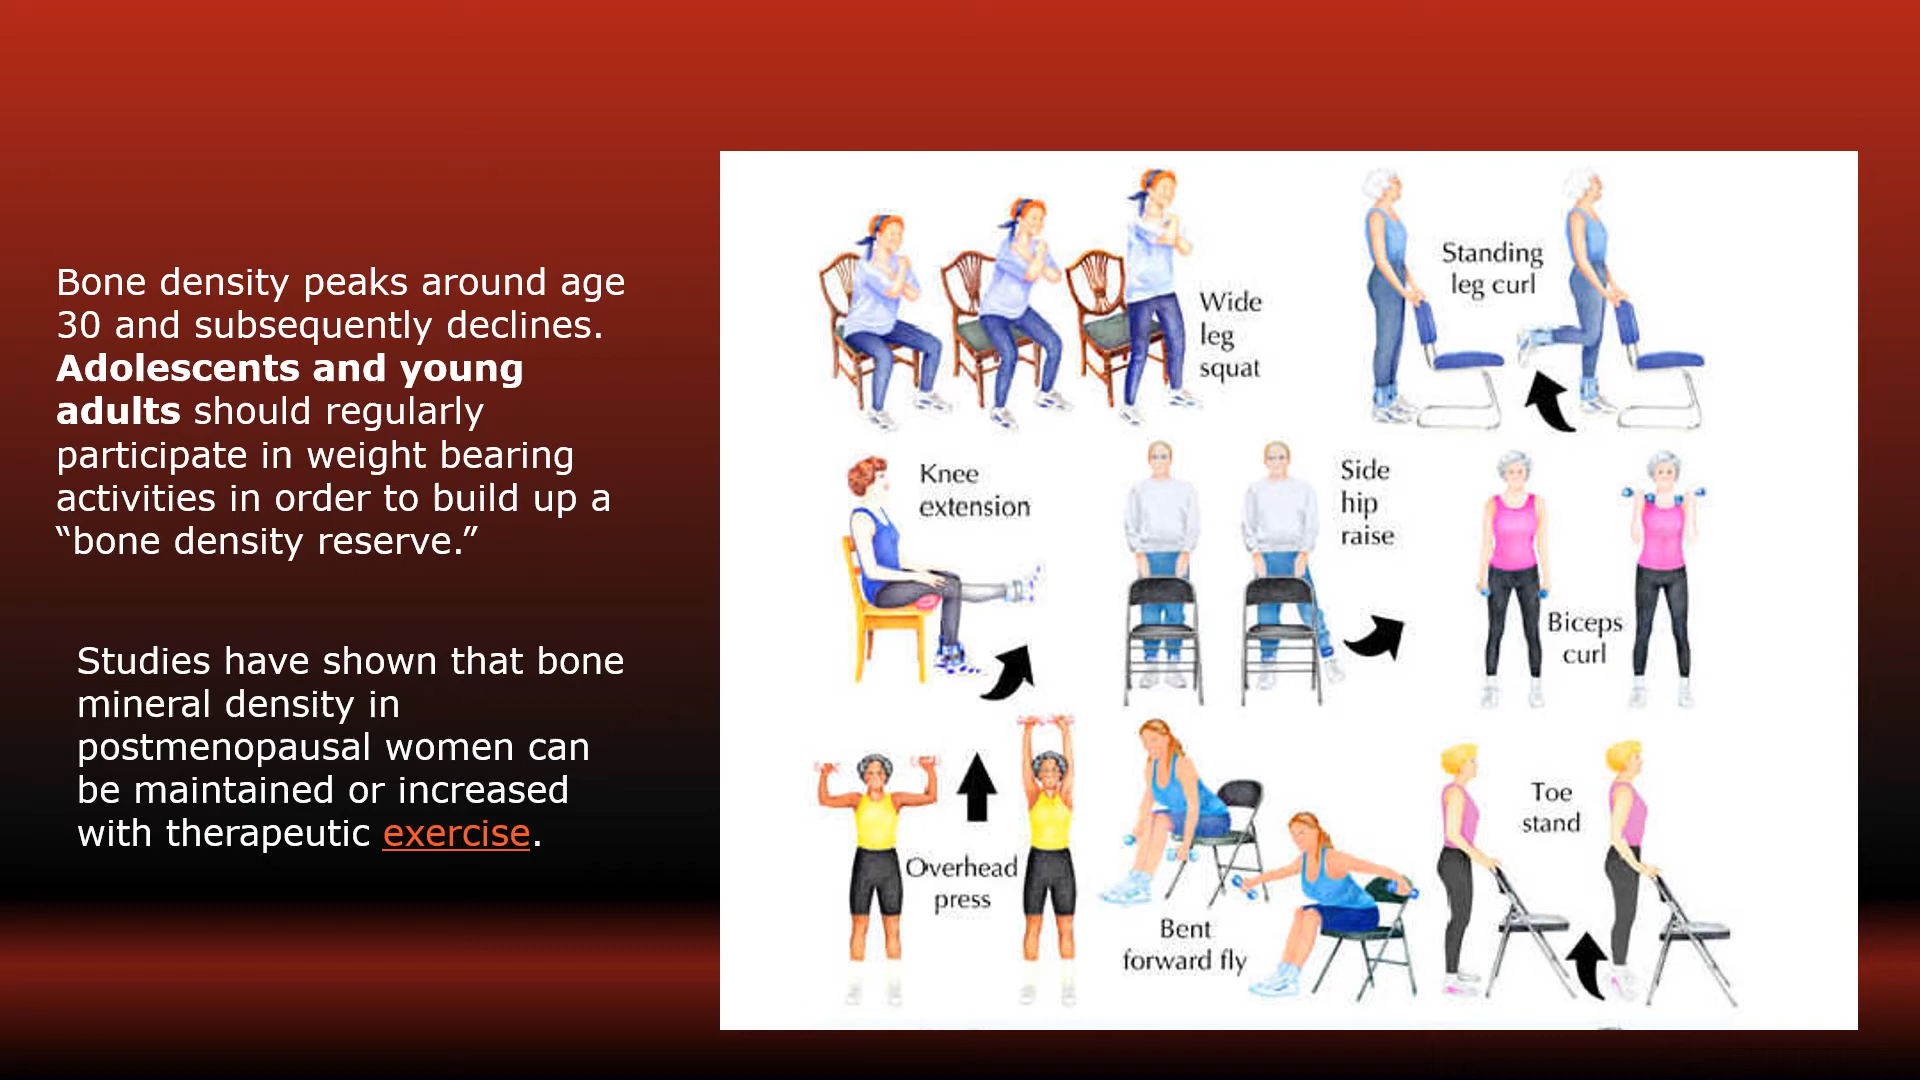 Bone density peaks around age
30 and subsequently declines.
Adolescents and young
adults should regularly
participate in weight bearing
activities in order to build up a
“bone density reserve.”
Studies have shown that bone
mineral density in
postmenopausal women can
be maintained or increased
with therapeutic exercise.
Wide
leg
squat
Standing
leg curl
Knee
extension
Side
hip
raise
Biceps
curl
Overhead
press
Bent
forward fly
Toe
stand